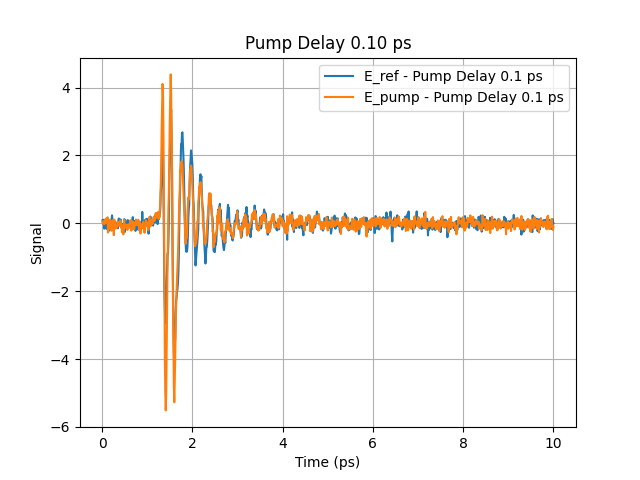 Pump Delay 0.10 ps
E_ref - Pump Delay 0.1 ps
E_pump - Pump Delay 0.1 ps
4
2
0
−2
−4
−6
Signal
0
2
4
6
8
10
Time (ps)